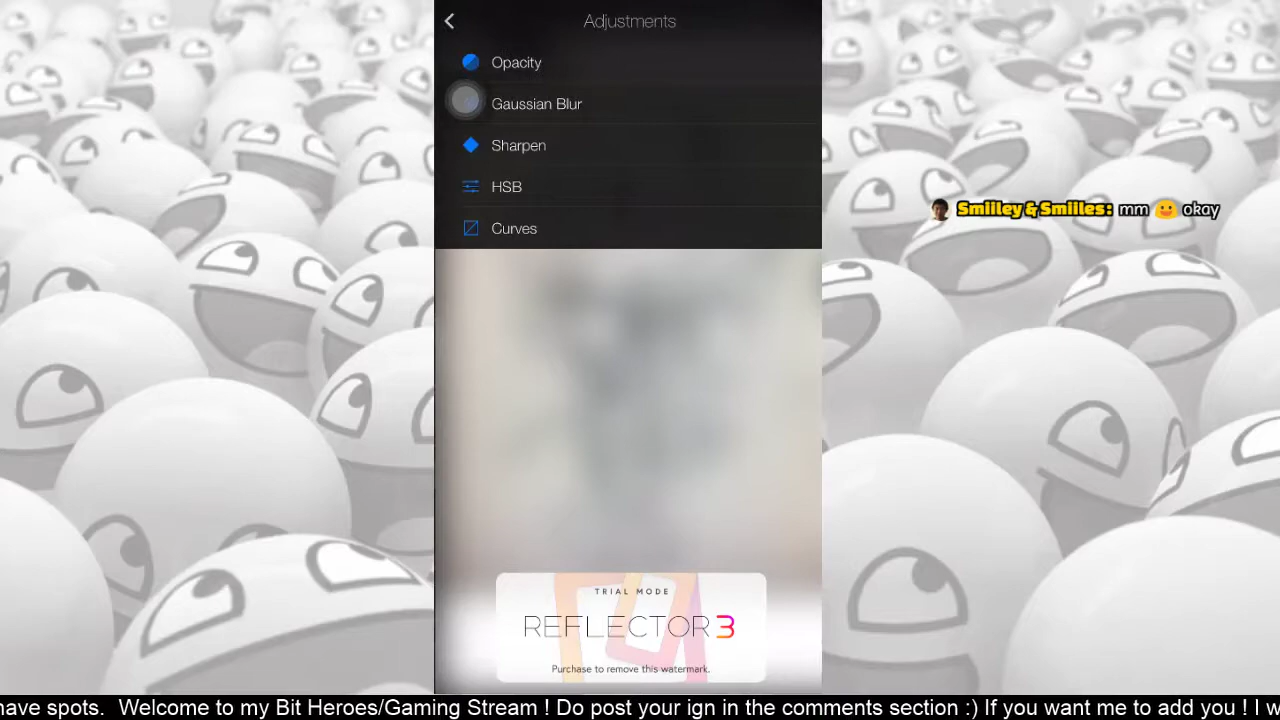 Adjustments
Opacity
Gaussian Blur
Sharpen
HSB
Curves
Smiley & Smiles: mm 😛 okay
TRIAL MODE
REFLECTOR 3
Purchase to remove this watermark.
have spots.  Welcome to my Bit Heroes/Gaming Stream ! Do post your ign in the comments section :) If you want me to add you ! I w